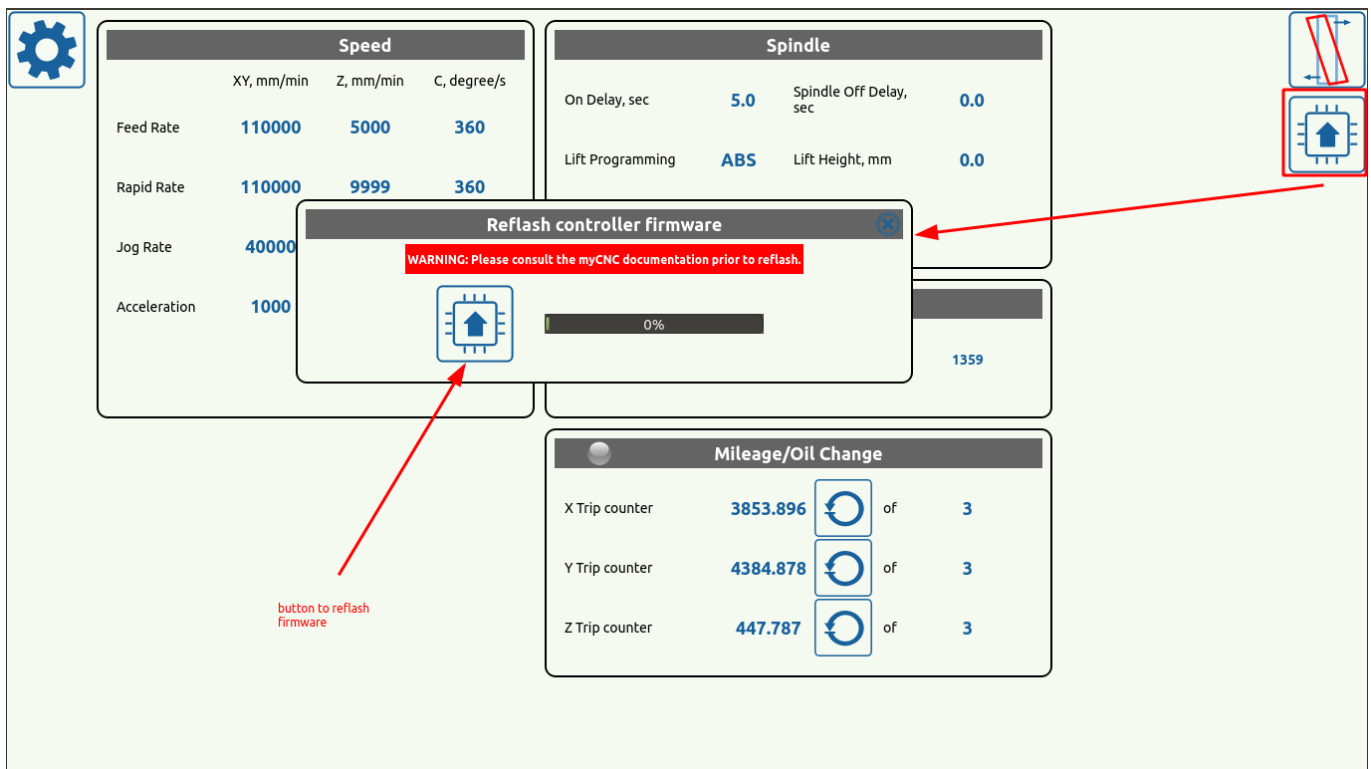 Speed
XY, mm/min Z, mm/min C, degree/s
Feed Rate 110000 5000 360
Rapid Rate 110000 9999 360
Jog Rate 40000
Acceleration 1000
Spindle
On Delay, sec 5.0 Spindle Off Delay, sec 0.0
Lift Programming ABS Lift Height, mm 0.0
Reflash controller firmware
WARNING: Please consult the myCNC documentation prior to reflash.
0%
1359
button to reflash
firmware
Mileage/Oil Change
X Trip counter 3853.896 of 3
Y Trip counter 4384.878 of 3
Z Trip counter 447.787 of 3